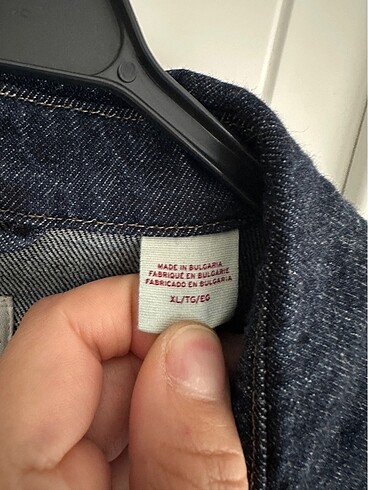 MADE IN BULGARIA
FABRIQUÉ EN BULGARIE
FABRICADO EN BULGARIA
XL/TG/EG